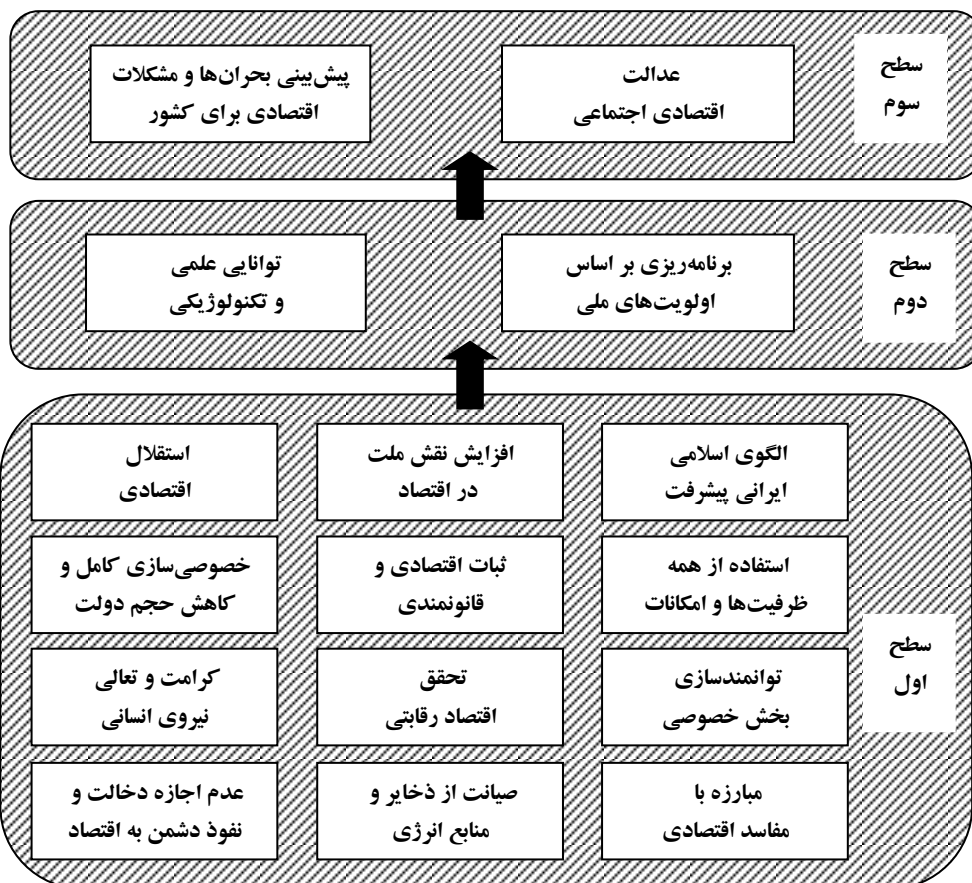 سطح
سوم
عدالت
اقتصادی اجتماعی
پیش‌بینی بحران‌ها و مشکلات
اقتصادی برای کشور
سطح
دوم
برنامه‌ریزی بر اساس
اولویت‌های ملی
توانایی علمی
و تکنولوژیکی
سطح
اول
الگوی اسلامی
ایرانی پیشرفت
افزایش نقش ملت
در اقتصاد
استقلال
اقتصادی
استفاده از همه
ظرفیت‌ها و امکانات
ثبات اقتصادی و
قانونمندی
خصوصی‌سازی کامل و
کاهش حجم دولت
توانمندسازی
بخش خصوصی
تحقق
اقتصاد رقابتی
کرامت و تعالی
نیروی انسانی
مبارزه با
مفاسد اقتصادی
صیانت از ذخایر و
منابع انرژی
عدم اجازه دخالت و
نفوذ دشمن به اقتصاد